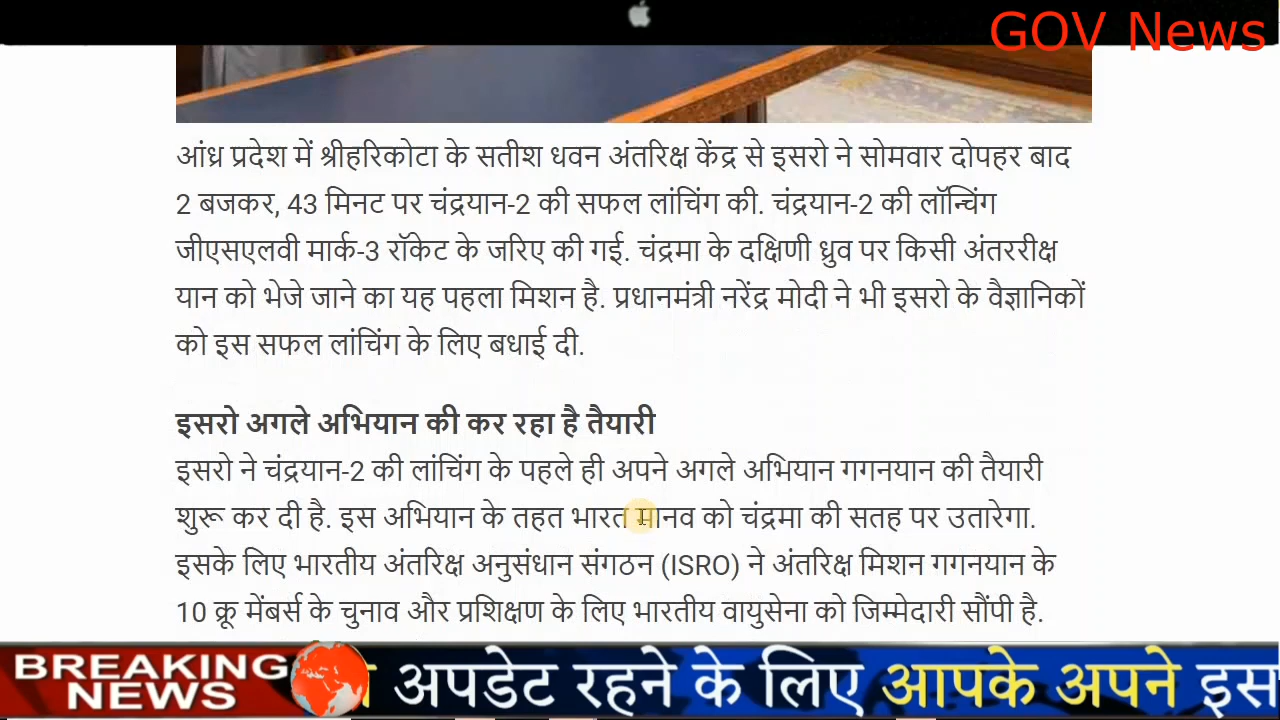 GOV News
आंध्र प्रदेश में श्रीहरिकोटा के सतीश धवन अंतरिक्ष केंद्र से इसरो ने सोमवार दोपहर बाद
2 बजकर, 43 मिनट पर चंद्रयान-2 की सफल लांचिंग की. चंद्रयान-2 की लॉन्चिंग
जीएसएलवी मार्क-3 रॉकेट के जरिए की गई. चंद्रमा के दक्षिणी ध्रुव पर किसी अंतररीक्ष
यान को भेजे जाने का यह पहला मिशन है. प्रधानमंत्री नरेंद्र मोदी ने भी इसरो के वैज्ञानिकों
को इस सफल लांचिंग के लिए बधाई दी.
इसरो अगले अभियान की कर रहा है तैयारी
इसरो ने चंद्रयान-2 की लांचिंग के पहले ही अपने अगले अभियान गगनयान की तैयारी
शुरू कर दी है. इस अभियान के तहत भारत मानव को चंद्रमा की सतह पर उतारेगा.
इसके लिए भारतीय अंतरिक्ष अनुसंधान संगठन (ISRO) ने अंतरिक्ष मिशन गगनयान के
10 क्रू मेंबर्स के चुनाव और प्रशिक्षण के लिए भारतीय वायुसेना को जिम्मेदारी सौंपी है.
BREAKING
NEWS
अपडेट रहने के लिए आपके अपने इस